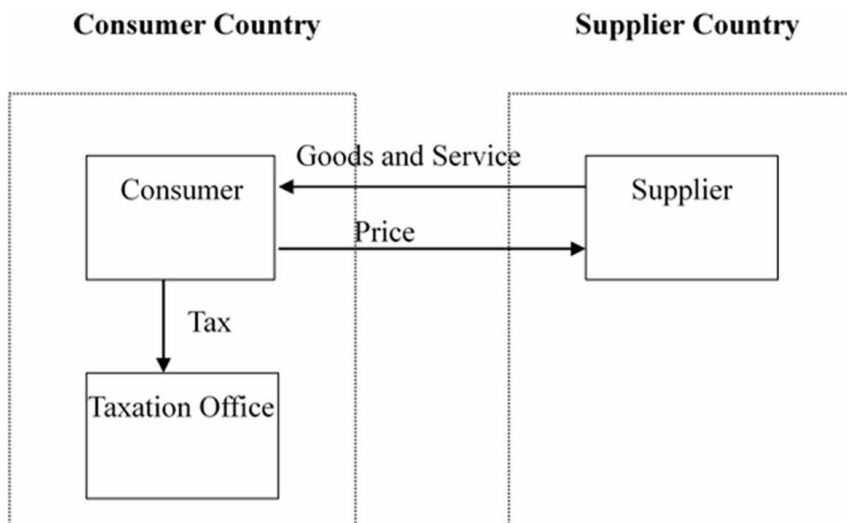 Consumer Country
Supplier Country
Goods and Service
Consumer
Supplier
Price
Tax
Taxation Office